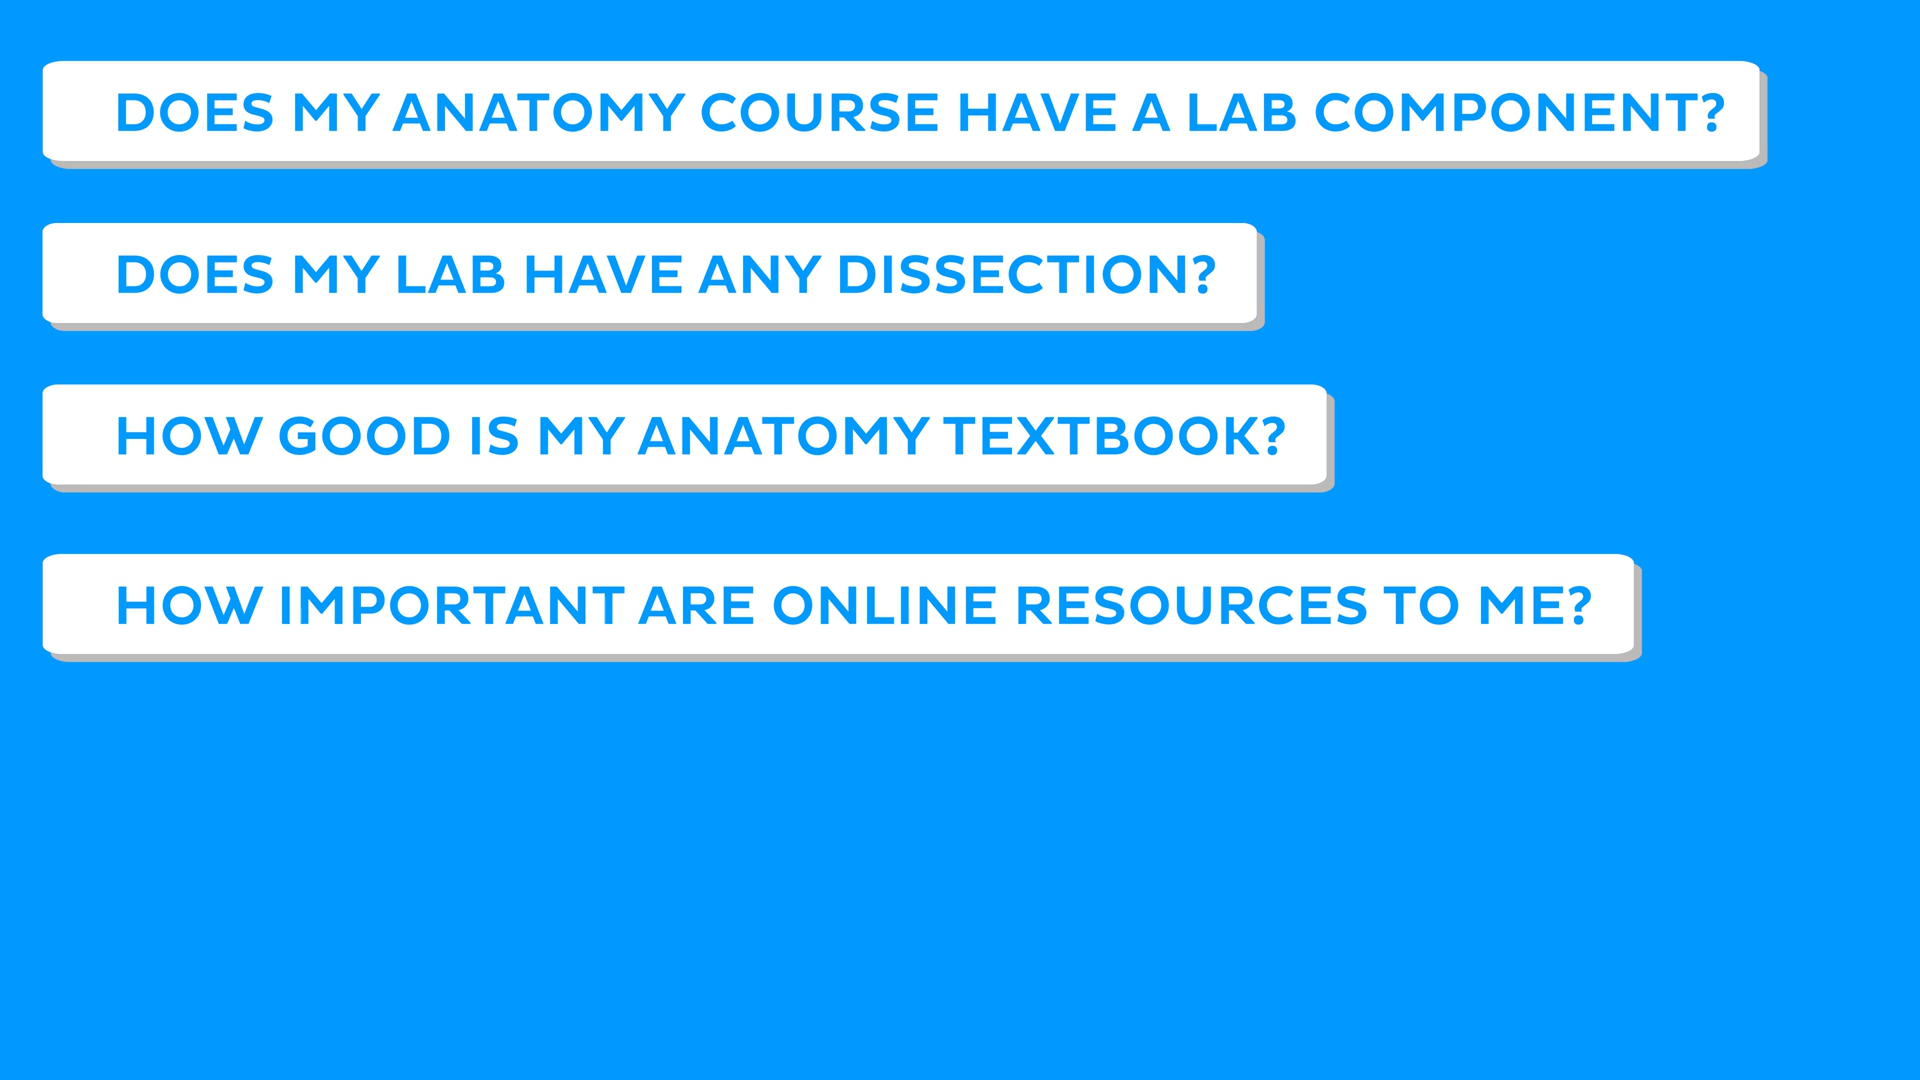 DOES MY ANATOMY COURSE HAVE A LAB COMPONENT?
DOES MY LAB HAVE ANY DISSECTION?
HOW GOOD IS MY ANATOMY TEXTBOOK?
HOW IMPORTANT ARE ONLINE RESOURCES TO ME?